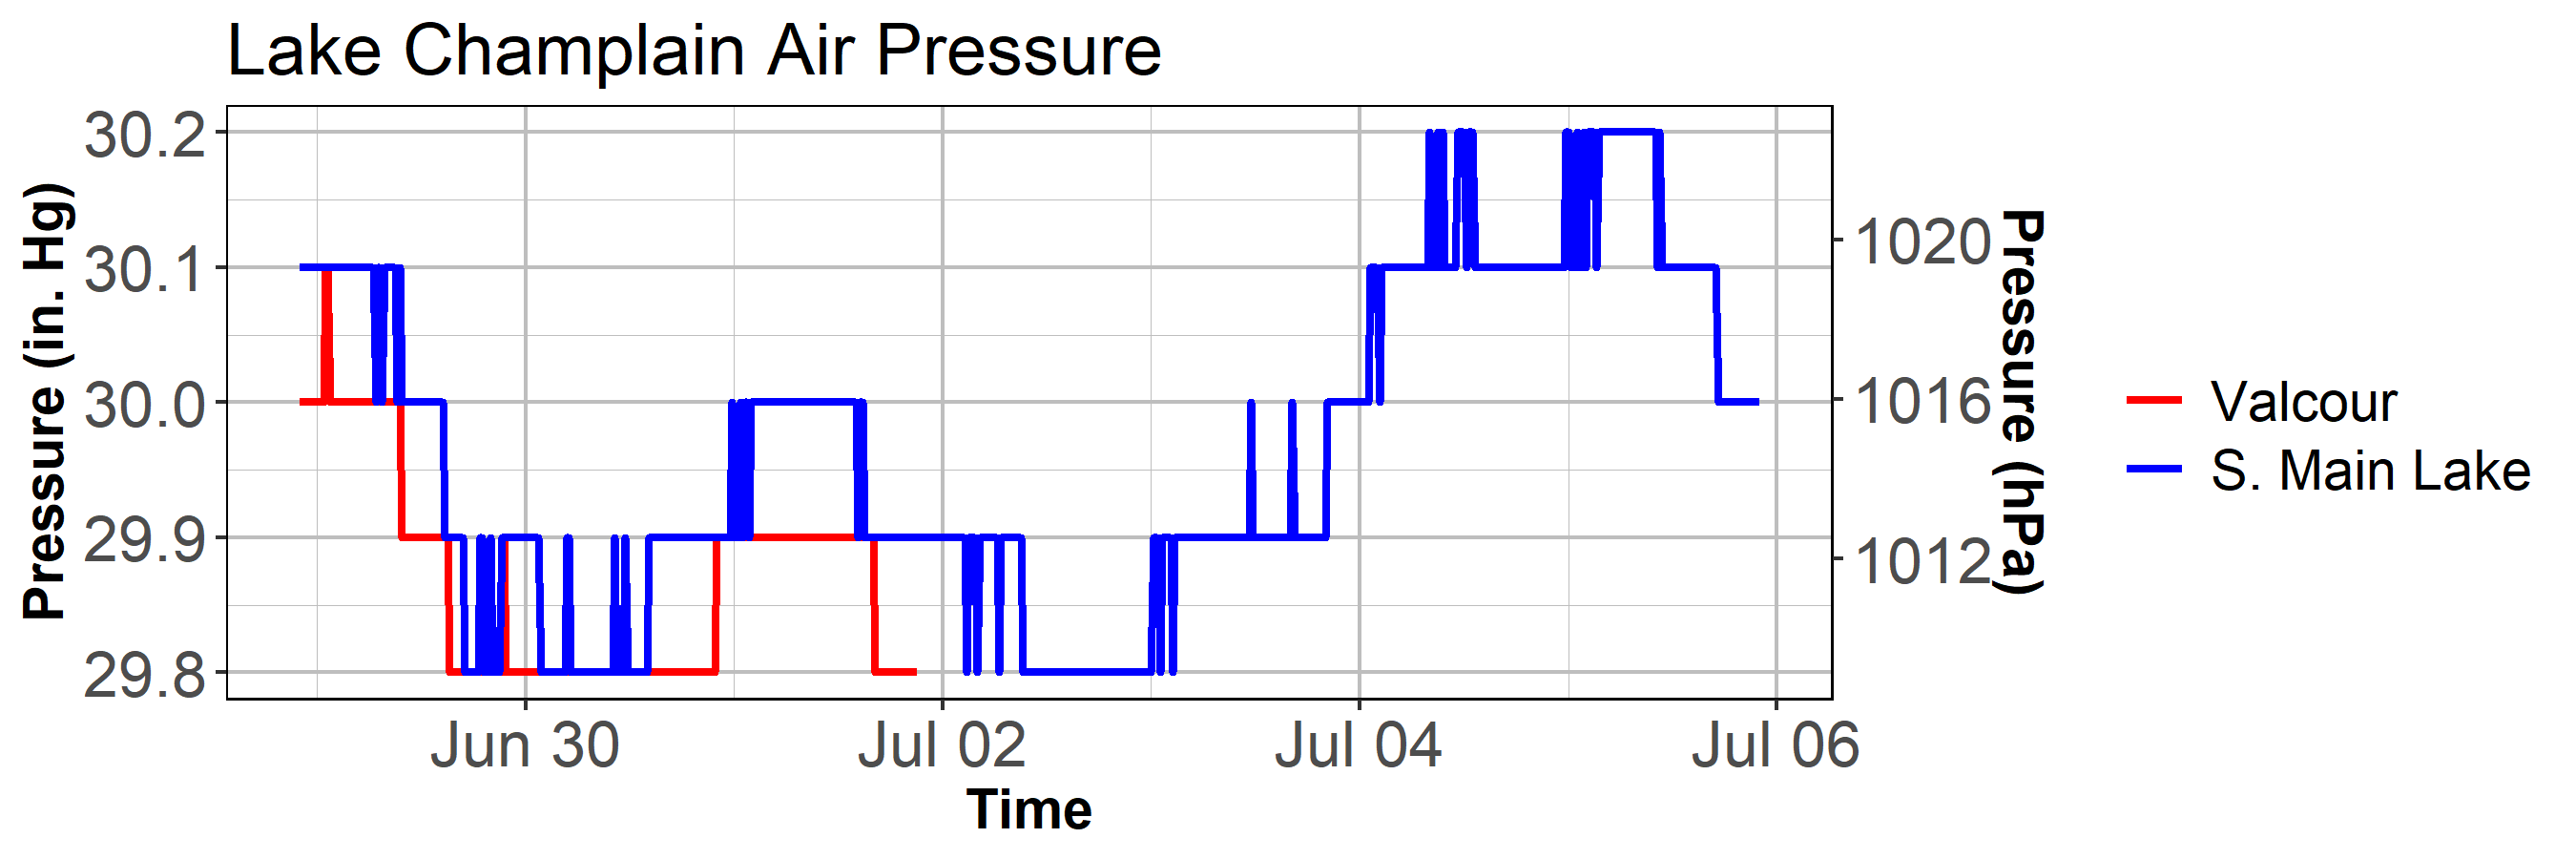 Lake Champlain Air Pressure
Pressure (in. Hg)
30.2
30.1
30.0
29.9
29.8
1020
1016
1012
Pressure (hPa)
Valcour
S. Main Lake
Jun 30
Jul 02
Jul 04
Jul 06
Time